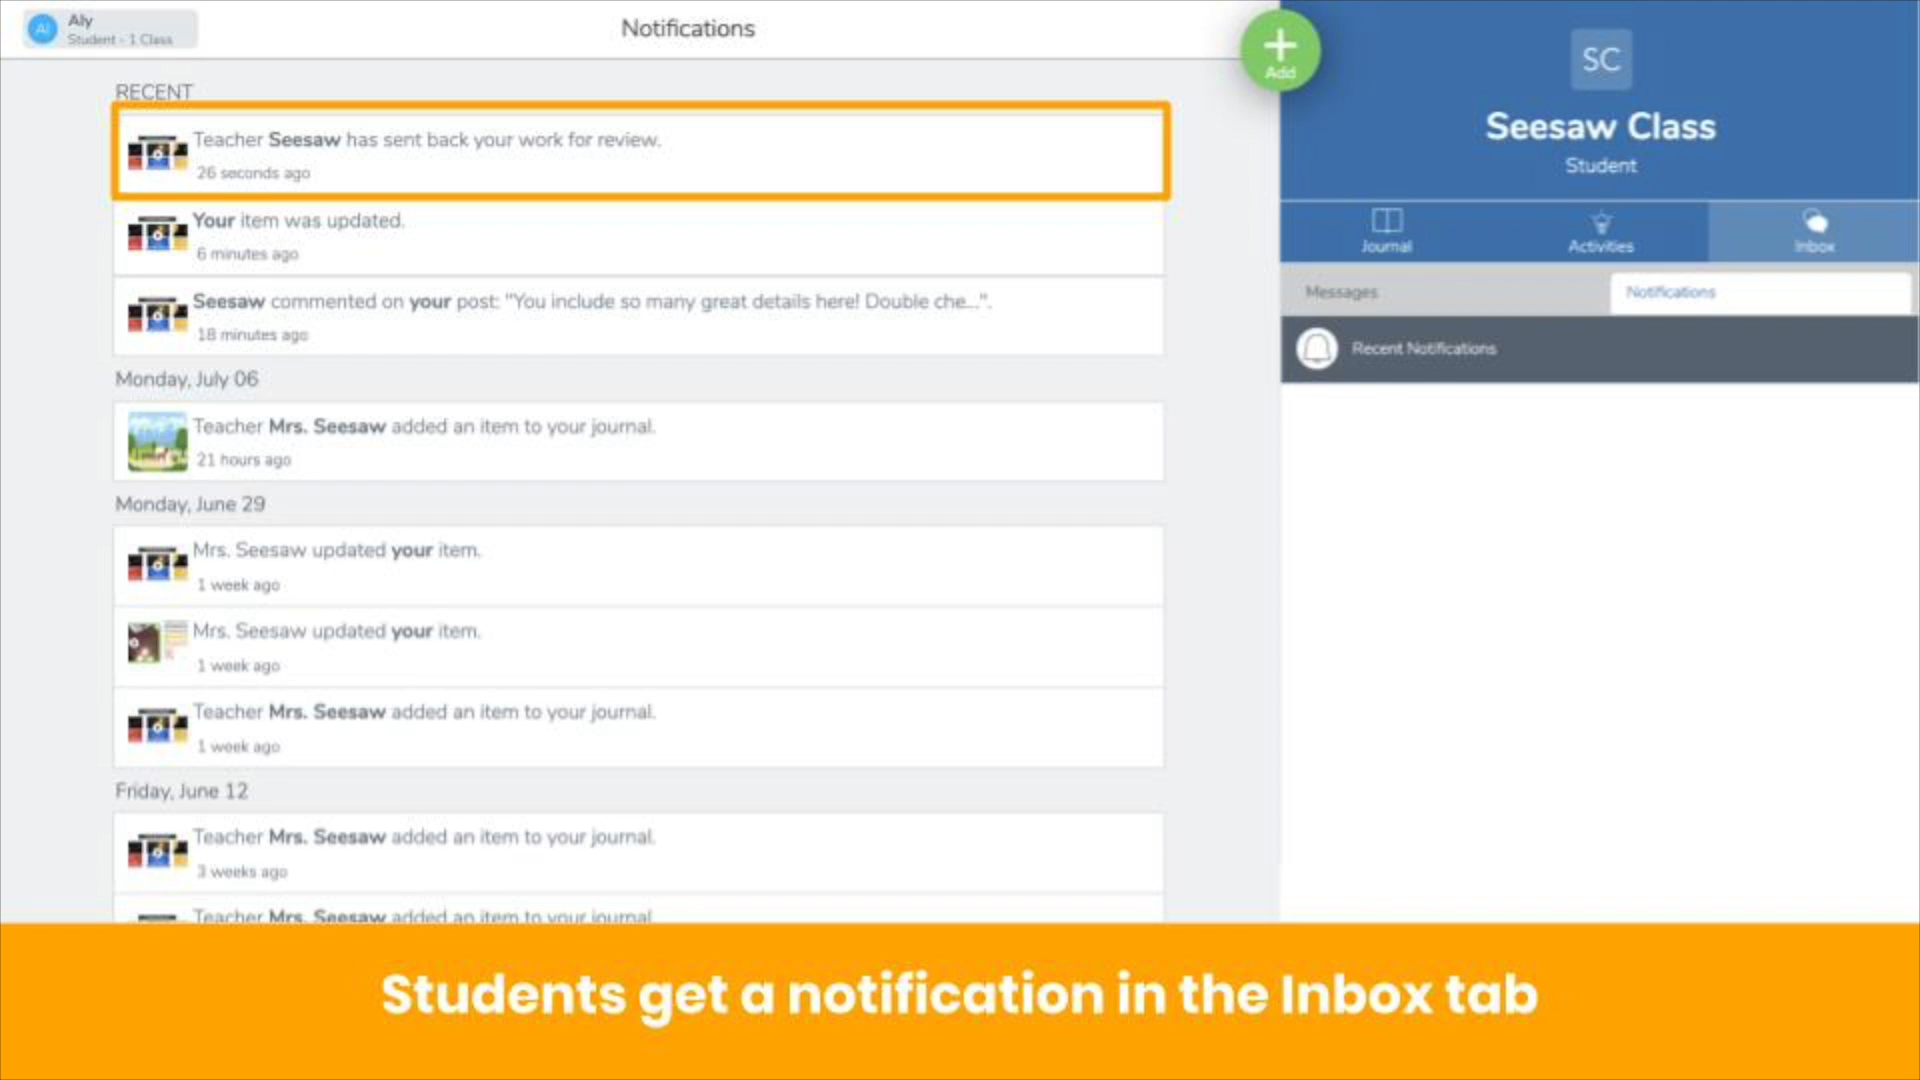 Al
Aly
Student - 1 Class
Notifications
Add
RECENT
Teacher Seesaw has sent back your work for review.
26 seconds ago
Your item was updated.
6 minutes ago
Seesaw commented on your post: "You include so many great details here! Double che...".
18 minutes ago
Monday, July 06
Teacher Mrs. Seesaw added an item to your journal.
21 hours ago
Monday, June 29
Mrs. Seesaw updated your item.
1 week ago
Mrs. Seesaw updated your item.
1 week ago
Teacher Mrs. Seesaw added an item to your journal.
1 week ago
Friday, June 12
Teacher Mrs. Seesaw added an item to your journal.
3 weeks ago
Teacher Mrs. Seesaw added an item to your journal
SC
Seesaw Class
Student
Journal
Activities
Inbox
Messages
Notifications
Recent Notifications
Students get a notification in the Inbox tab